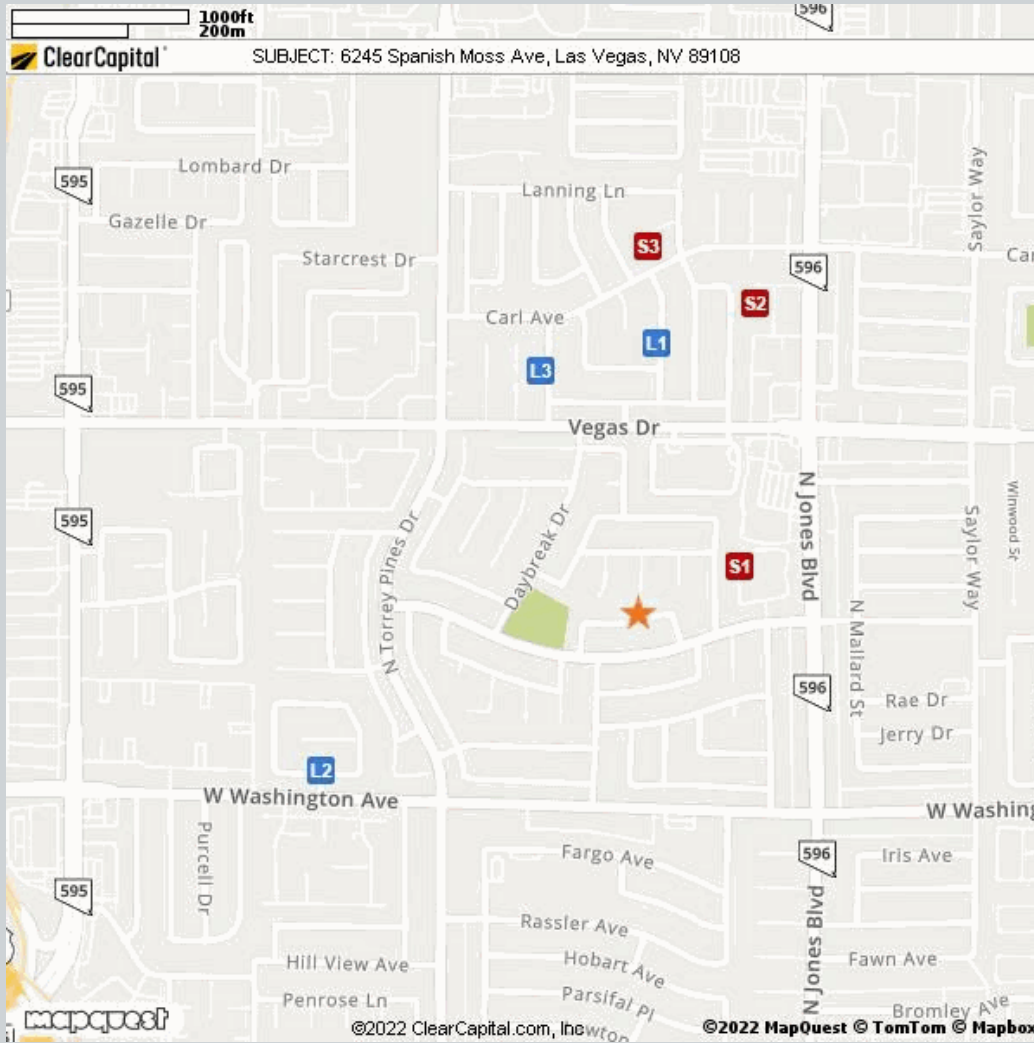 1000ft
200m
596
ClearCapital
SUBJECT: 6245 Spanish Moss Ave, Las Vegas, NV 89108
Lombard Dr
595
Lanning Ln
Saylor Way
Gazelle Dr
S3
Starcrest Dr
596
S2
Carl Ave
L1
L3
595
Vegas Dr
N Jones Blvd
Winwood St
595
Saylor Way
N Torrey Pines Dr
Daybreak Dr
S1
N Mallard St
596
Rae Dr
Jerry Dr
L2
W Washington Ave
W Washing
Purcell Dr
Fargo Ave
596
Iris Ave
595
N Jones Blvd
Rassler Ave
Hill View Ave
Hobart Ave
Fawn Ave
Penrose Ln
Parsifal Pl
Bromley Ave
mapquest
©2022 ClearCapital.com, Inc
©2022 MapQuest © TomTom © Mapbox